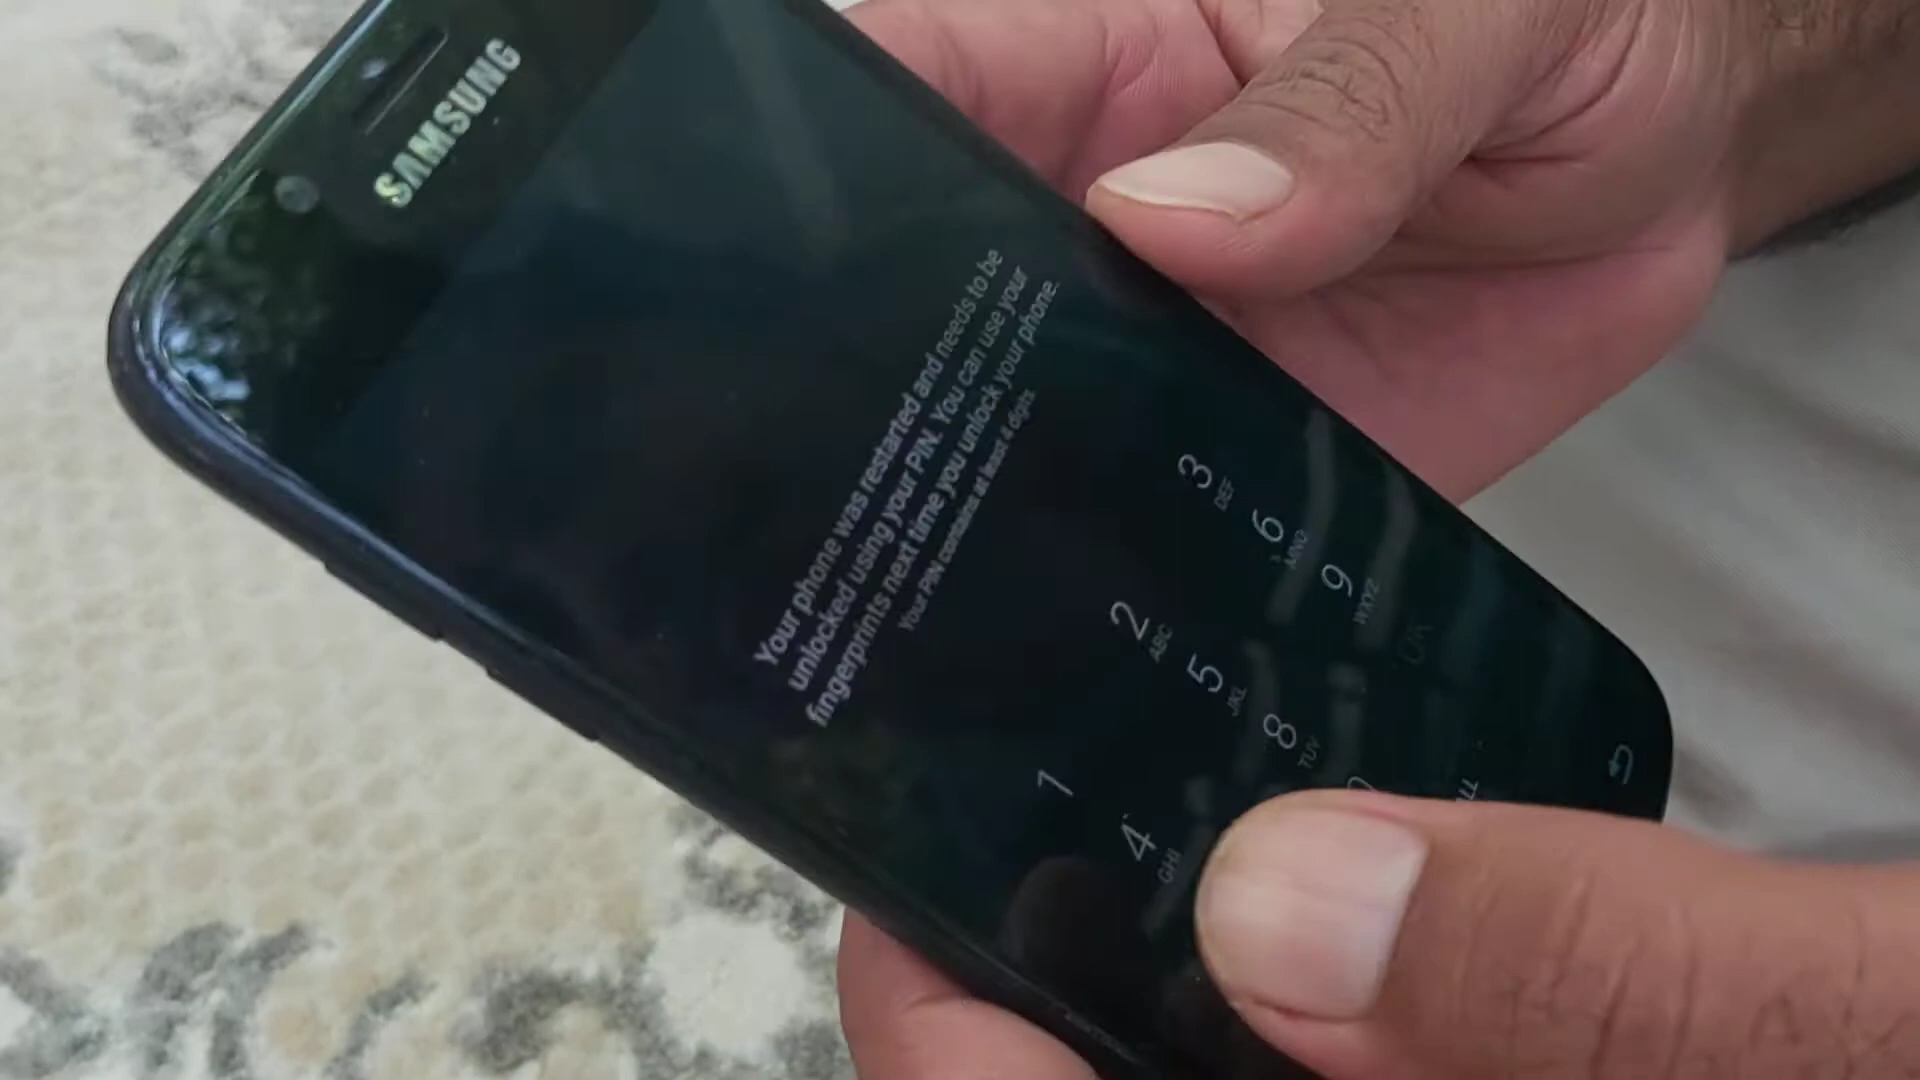 SAMSUNG
Your phone was restarted and needs to be
unlocked using your PIN. You can use your
fingerprints next time you unlock your phone.
Your PIN contains at least 4 digits.
1 2 ABC 3 DEF
4 GHI 5 JKL 6 MNO
8 TUV 9 WXYZ
OK